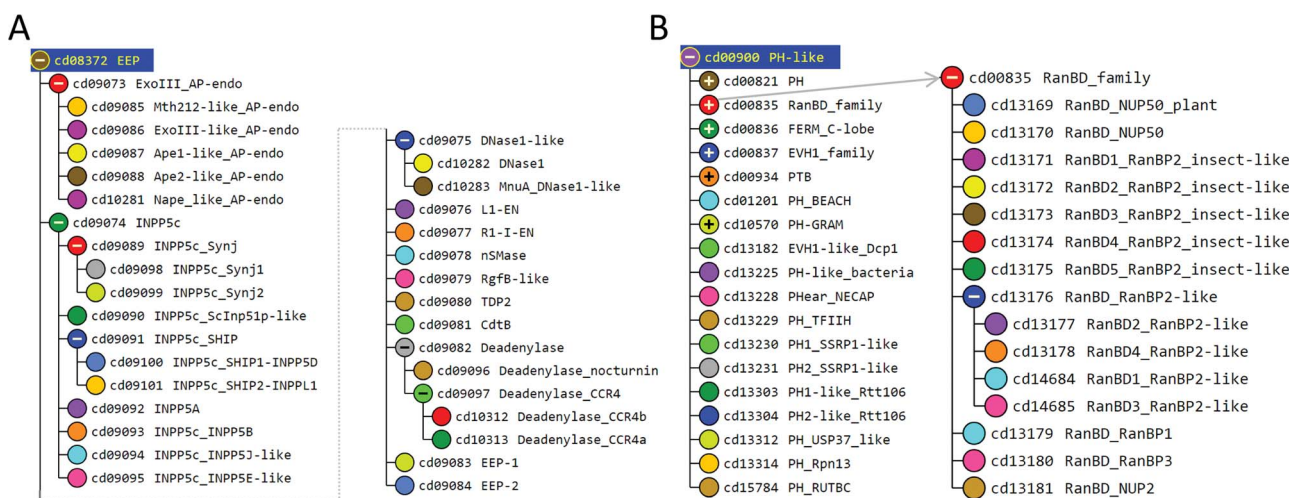 A
cd08372 EEP
cd09073 ExoIII_AP-endo
cd09085 Mth212-like_AP-endo
cd09086 ExoIII-like_AP-endo
cd09087 Ape1-like_AP-endo
cd09088 Ape2-like_AP-endo
cd10281 Nape_like_AP-endo
cd09074 INPP5c
cd09089 INPP5c_Synj
cd09098 INPP5c_Synj1
cd09099 INPP5c_Synj2
cd09090 INPP5c_ScInp51p-like
cd09091 INPP5c_SHIP
cd09100 INPP5c_SHIP1-INPP5D
cd09101 INPP5c_SHIP2-INPPL1
cd09092 INPP5A
cd09093 INPP5c_INPP5B
cd09094 INPP5c_INPP5J-like
cd09095 INPP5c_INPP5E-like
cd09075 DNase1-like
cd10282 DNase1
cd10283 MnuA_DNase1-like
cd09076 L1-EN
cd09077 R1-I-EN
cd09078 nSMase
cd09079 RgfB-like
cd09080 TDP2
cd09081 CdtB
cd09082 Deadenylase
cd09096 Deadenylase_nocturnin
cd09097 Deadenylase_CCR4
cd10312 Deadenylase_CCR4b
cd10313 Deadenylase_CCR4a
cd09083 EEP-1
cd09084 EEP-2
B
cd00900 PH-like
cd00821 PH
cd00835 RanBD_family
cd00836 FERM_C-lobe
cd00837 EVH1_family
cd00934 PTB
cd01201 PH_BEACH
cd10570 PH-GRAM
cd13182 EVH1-like_Dcp1
cd13225 PH-like_bacteria
cd13228 PHear_NECAP
cd13229 PH_TFIIH
cd13230 PH1_SSRP1-like
cd13231 PH2_SSRP1-like
cd13303 PH1-like_Rtt106
cd13304 PH2-like_Rtt106
cd13312 PH_USP37_like
cd13314 PH_Rpn13
cd15784 PH_RUTBC
cd00835 RanBD_family
cd13169 RanBD_NUP50_plant
cd13170 RanBD_NUP50
cd13171 RanBD1_RanBP2_insect-like
cd13172 RanBD2_RanBP2_insect-like
cd13173 RanBD3_RanBP2_insect-like
cd13174 RanBD4_RanBP2_insect-like
cd13175 RanBD5_RanBP2_insect-like
cd13176 RanBD_RanBP2-like
cd13177 RanBD2_RanBP2-like
cd13178 RanBD4_RanBP2-like
cd14684 RanBD1_RanBP2-like
cd14685 RanBD3_RanBP2-like
cd13179 RanBD_RanBP1
cd13180 RanBD_RanBP3
cd13181 RanBD_NUP2